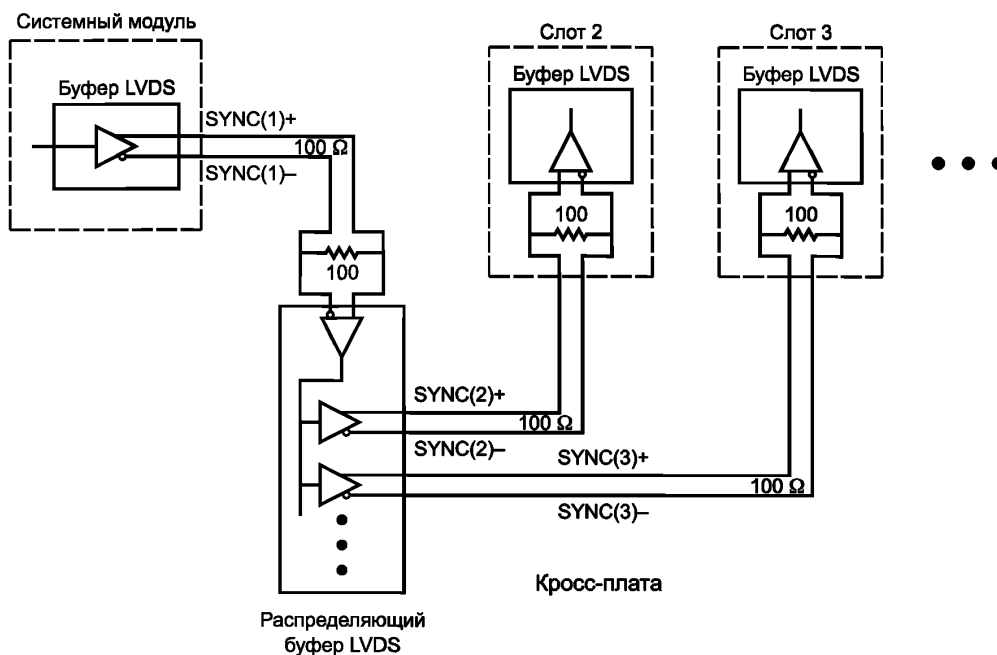 Системный модуль
Буфер LVDS
SYNC(1)+
100 Ω
SYNC(1)–
100
Слот 2
Буфер LVDS
100
Слот 3
Буфер LVDS
100
SYNC(2)+
100 Ω
SYNC(2)–
SYNC(3)+
100 Ω
SYNC(3)–
Кросс-плата
Распределяющий
буфер LVDS